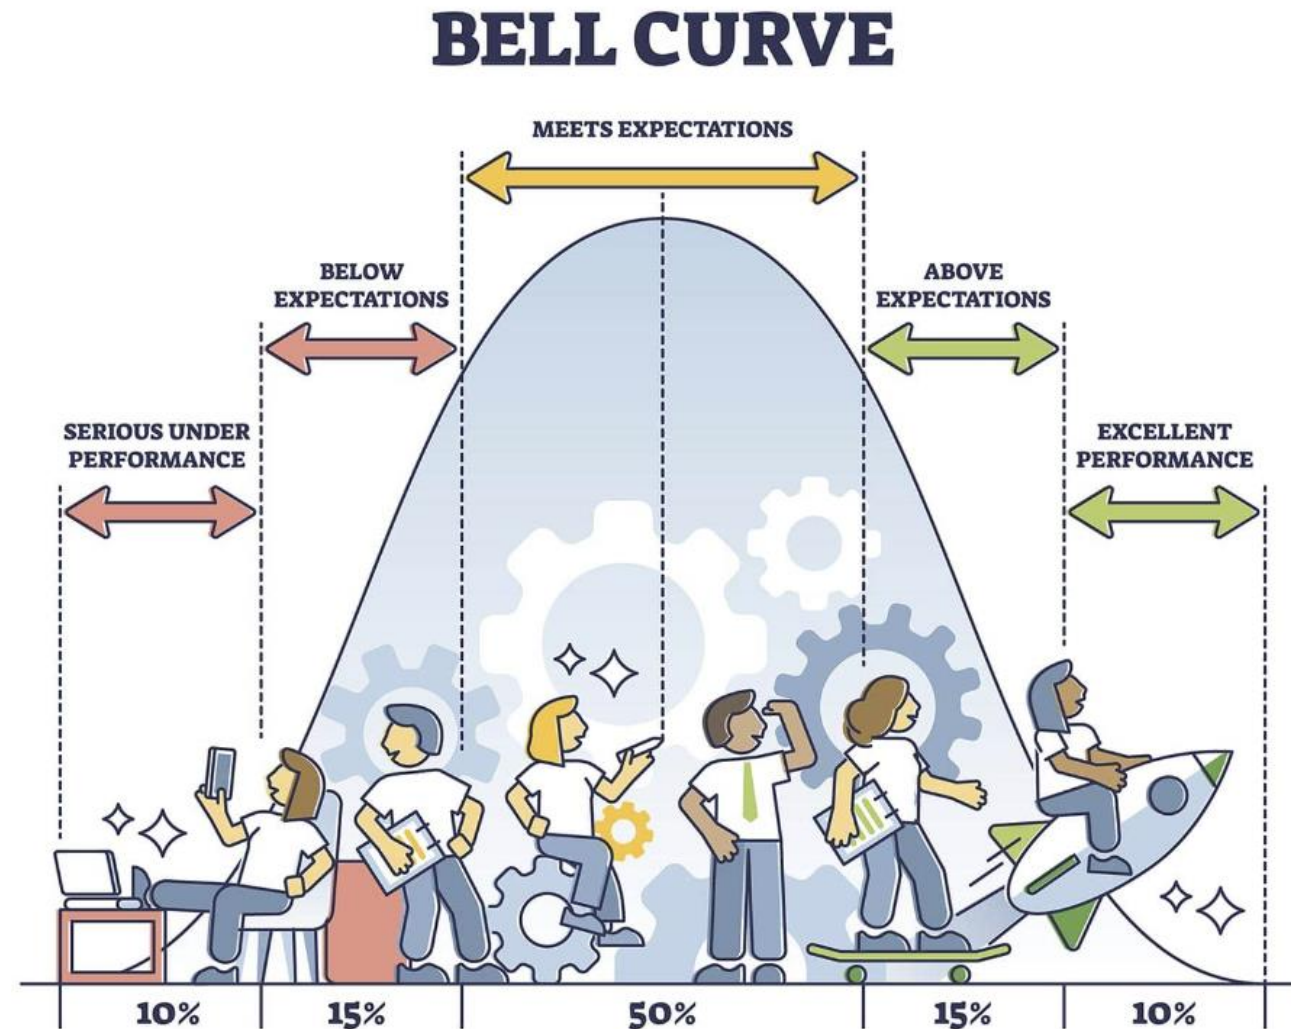 BELL CURVE
MEETS EXPECTATIONS
BELOW
EXPECTATIONS
ABOVE
EXPECTATIONS
SERIOUS UNDER
PERFORMANCE
EXCELLENT
PERFORMANCE
10%
15%
50%
15%
10%